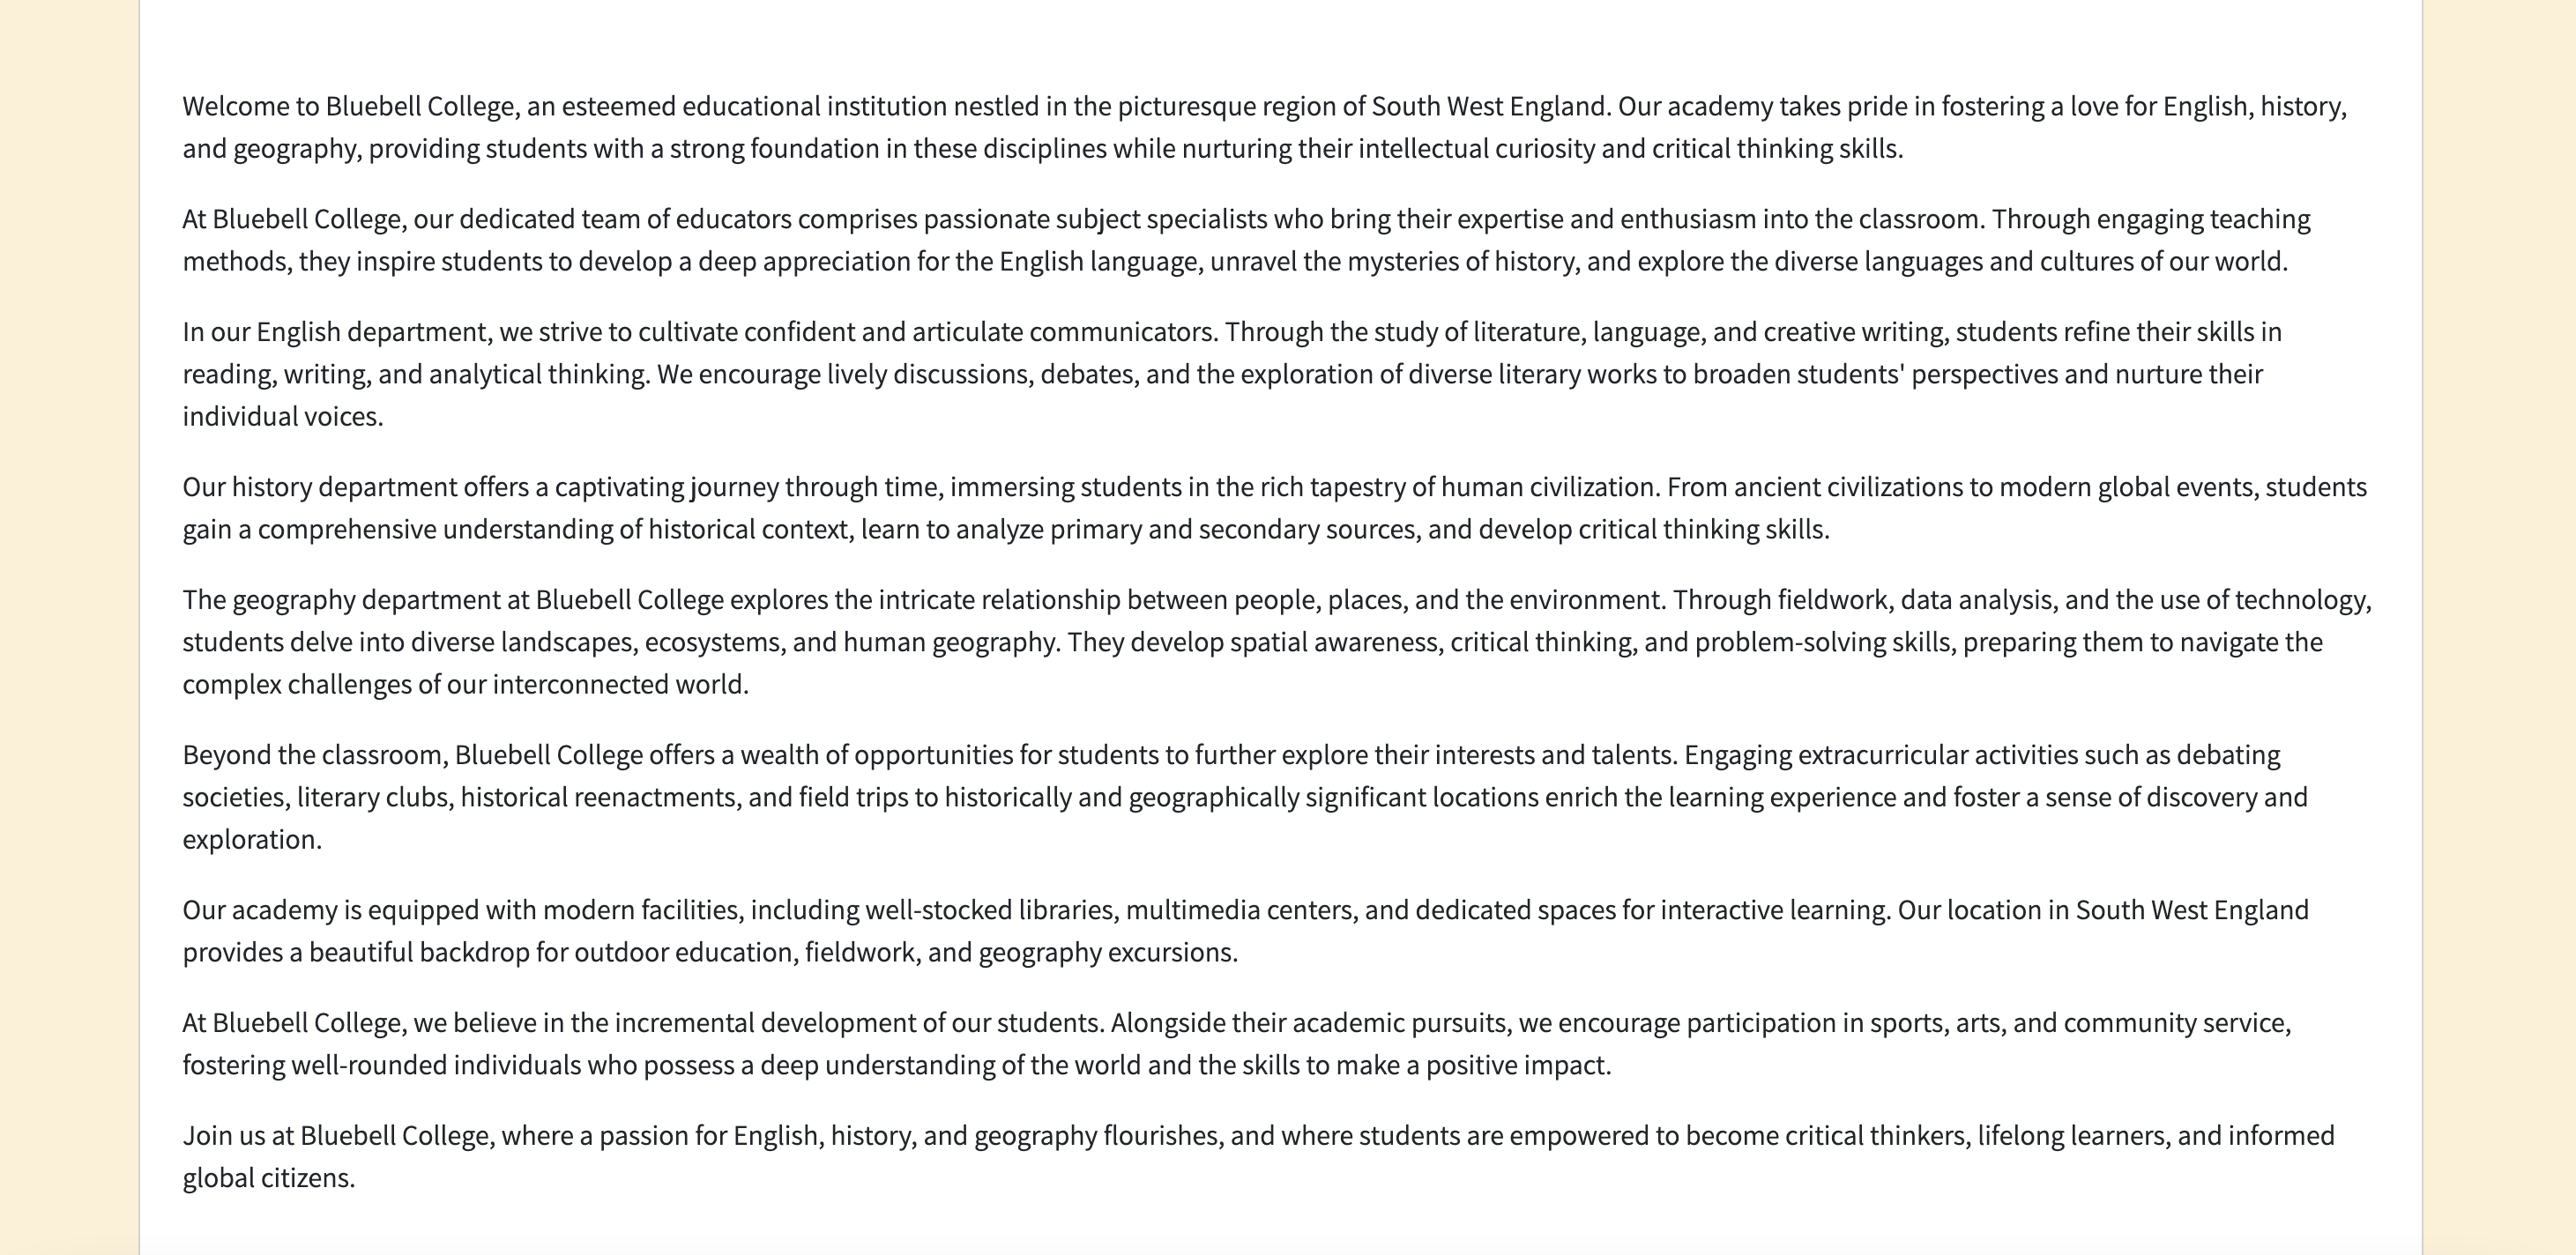 Welcome to Bluebell College, an esteemed educational institution nestled in the picturesque region of South West England. Our academy takes pride in fostering a love for English, history,
and geography, providing students with a strong foundation in these disciplines while nurturing their intellectual curiosity and critical thinking skills.
At Bluebell College, our dedicated team of educators comprises passionate subject specialists who bring their expertise and enthusiasm into the classroom. Through engaging teaching
methods, they inspire students to develop a deep appreciation for the English language, unravel the mysteries of history, and explore the diverse languages and cultures of our world.
In our English department, we strive to cultivate confident and articulate communicators. Through the study of literature, language, and creative writing, students refine their skills in
reading, writing, and analytical thinking. We encourage lively discussions, debates, and the exploration of diverse literary works to broaden students' perspectives and nurture their
individual voices.
Our history department offers a captivating journey through time, immersing students in the rich tapestry of human civilization. From ancient civilizations to modern global events, students
gain a comprehensive understanding of historical context, learn to analyze primary and secondary sources, and develop critical thinking skills.
The geography department at Bluebell College explores the intricate relationship between people, places, and the environment. Through fieldwork, data analysis, and the use of technology,
students delve into diverse landscapes, ecosystems, and human geography. They develop spatial awareness, critical thinking, and problem-solving skills, preparing them to navigate the
complex challenges of our interconnected world.
Beyond the classroom, Bluebell College offers a wealth of opportunities for students to further explore their interests and talents. Engaging extracurricular activities such as debating
societies, literary clubs, historical reenactments, and field trips to historically and geographically significant locations enrich the learning experience and foster a sense of discovery and
exploration.
Our academy is equipped with modern facilities, including well-stocked libraries, multimedia centers, and dedicated spaces for interactive learning. Our location in South West England
provides a beautiful backdrop for outdoor education, fieldwork, and geography excursions.
At Bluebell College, we believe in the incremental development of our students. Alongside their academic pursuits, we encourage participation in sports, arts, and community service,
fostering well-rounded individuals who possess a deep understanding of the world and the skills to make a positive impact.
Join us at Bluebell College, where a passion for English, history, and geography flourishes, and where students are empowered to become critical thinkers, lifelong learners, and informed
global citizens.